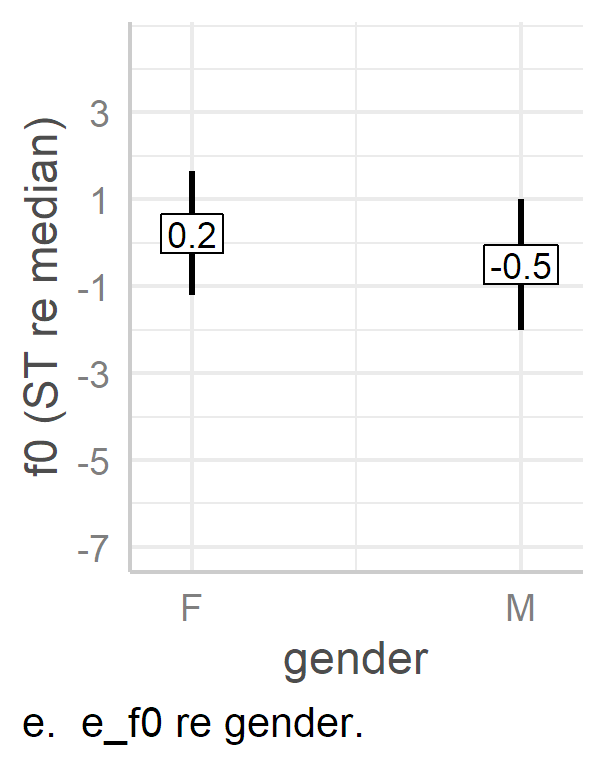 f0 (ST re median)
3
1
-1
-3
-5
-7
0.2
-0.5
F
M
gender
e. e_f0 re gender.